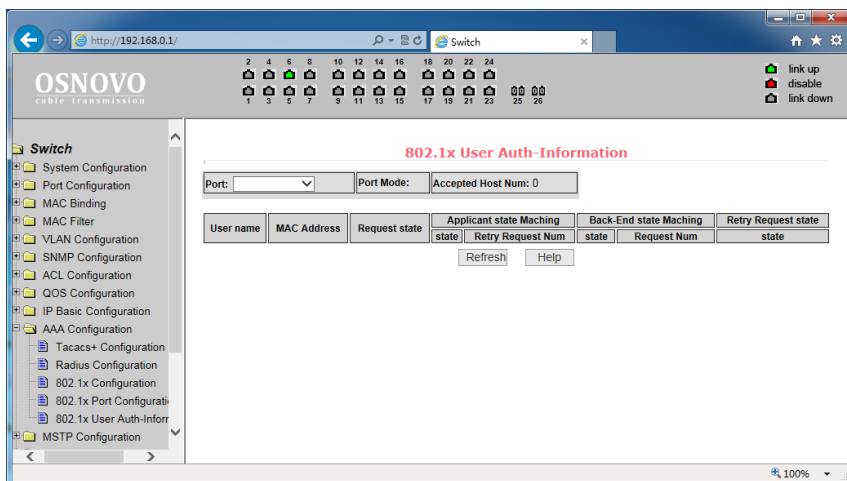 http://192.168.0.1/
Switch
OSNOVO
cable transmission
2 4 6 8 10 12 14 16 18 20 22 24
1 3 5 7 9 11 13 15 17 19 21 23 25 26
link up
disable
link down
Switch
System Configuration
Port Configuration
MAC Binding
MAC Filter
VLAN Configuration
SNMP Configuration
ACL Configuration
QOS Configuration
IP Basic Configuration
AAA Configuration
Tacacs+ Configuration
Radius Configuration
802.1x Configuration
802.1x Port Configurati
802.1x User Auth-Inforr
MSTP Configuration
802.1x User Auth-Information
Port: Port Mode: Accepted Host Num: 0
User name MAC Address Request state Applicant state Maching Back-End state Maching Retry Request state
state Retry Request Num state Request Num state
Refresh Help
100%